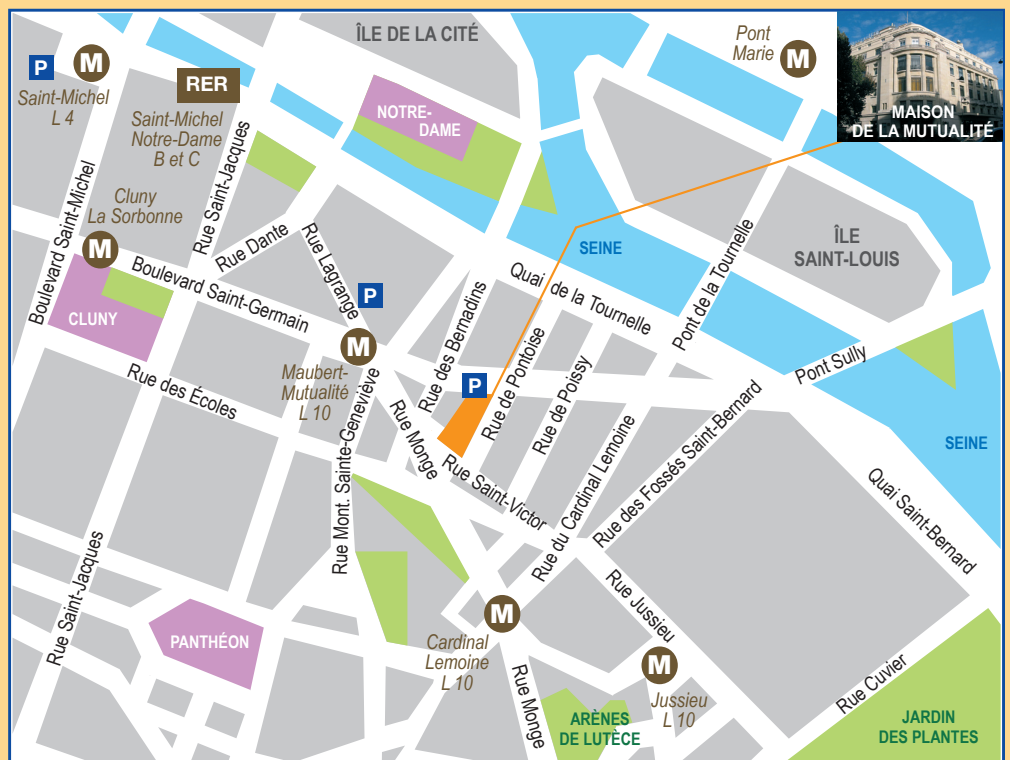 ÎLE DE LA CITÉ
Pont
Marie
M
MAISON
DE LA MUTUALITÉ
P
M
Saint-Michel
L 4
RER
Saint-Michel
Notre-Dame
B et C
NOTRE-
DAME
Boulevard Saint-Michel
Rue Saint-Jacques
Cluny
La Sorbonne
M
Rue Dante
Rue Lagrange
SEINE
ÎLE
SAINT-LOUIS
Pont de la Tournelle
Quai de la Tournelle
Boulevard Saint-Germain
P
CLUNY
M
Maubert-
Mutualité
L 10
Rue des Bernadins
Rue de Pontoise
Rue de Poissy
P
Pont Sully
Rue des Écoles
Rue Mont. Sainte-Geneviève
Rue Monge
Rue Saint-Victor
Rue du Cardinal Lemoine
Rue des Fossés Saint-Bernard
SEINE
Quai Saint-Bernard
Rue Saint-Jacques
PANTHÉON
M
Cardinal
Lemoine
L 10
Rue Jussieu
M
Jussieu
L 10
Rue Monge
ARÈNES
DE LUTÈCE
Rue Cuvier
JARDIN
DES PLANTES